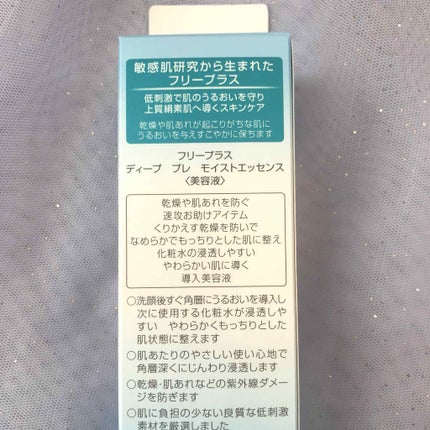 敏感肌研究から生まれた
フリープラス
低刺激で肌のうるおいを守り
上質絹素肌へ導くスキンケア
乾燥や肌あれが起こりがちな肌に
うるおいを与えすこやかに保ちます
フリープラス
ディープ プレ モイストエッセンス
〈美容液〉
乾燥や肌あれを防ぐ
速攻お助けアイテム
くりかえす乾燥を防いで
なめらかでもっちりとした肌に整え
化粧水の浸透しやすい
やわらかい肌に導く
導入美容液
○洗顔後すぐ角層にうるおいを導入し
次に使用する化粧水が浸透しや
すい やわらかくもっちりとした
肌状態に整えます
○肌あたりのやさしい使い心地で
角層深くにじんわり浸透します
○乾燥・肌あれなどの紫外線ダメー
ジを防ぎます
○肌に負担の少ない良質な低刺激
素材を厳選しました